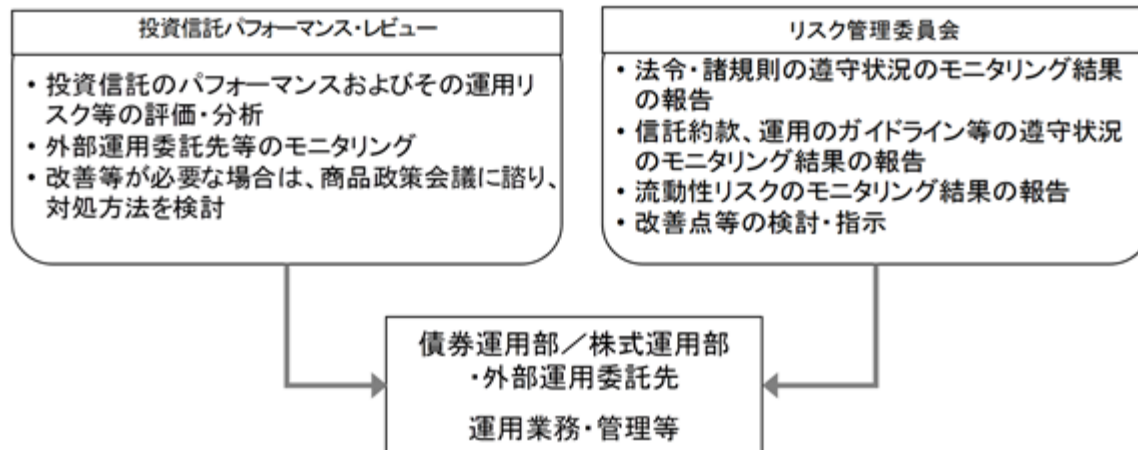 投資信託パフォーマンス・レビュー
・投資信託のパフォーマンスおよびその運用リ
スク等の評価・分析
・外部運用委託先等のモニタリング
・改善等が必要な場合は、商品政策会議に諮り、
対処方法を検討
リスク管理委員会
・法令・諸規則の遵守状況のモニタリング結果
の報告
・信託約款、運用のガイドライン等の遵守状況
のモニタリング結果の報告
・流動性リスクのモニタリング結果の報告
・改善点等の検討・指示
債券運用部／株式運用部
・外部運用委託先
運用業務・管理等